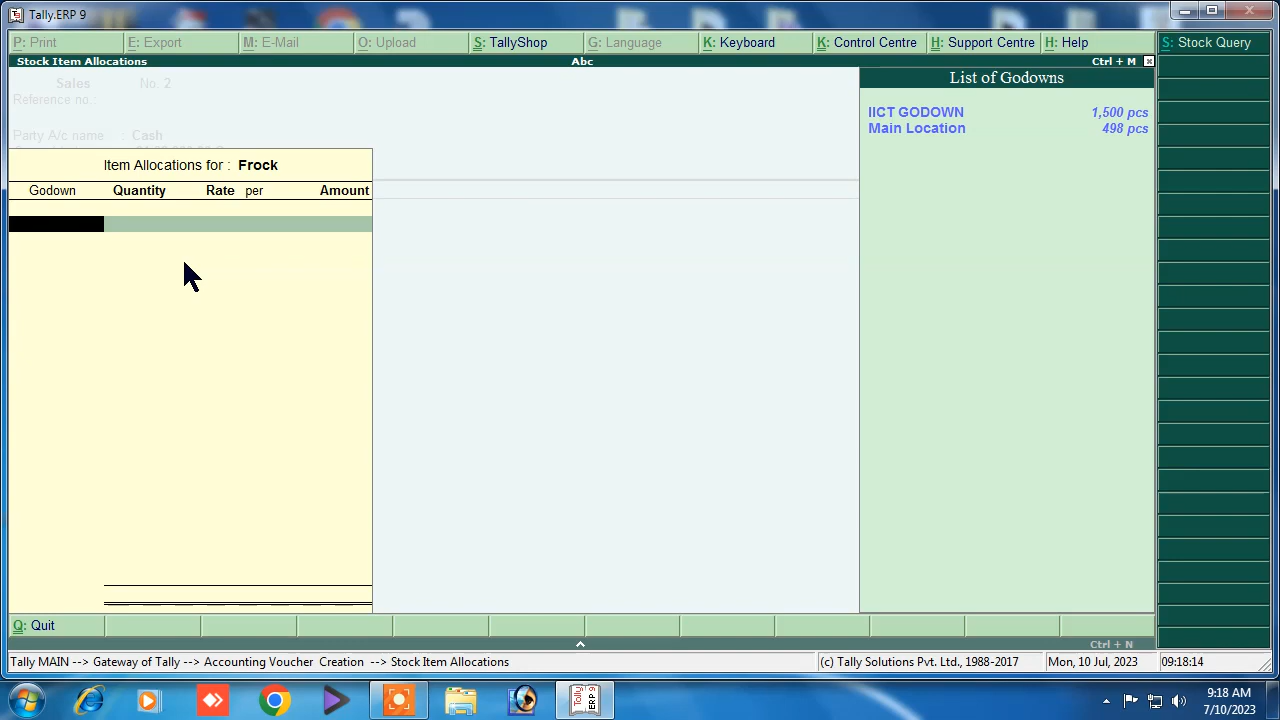 Tally.ERP 9
P: Print
E: Export
M: E-Mail
O: Upload
S: TallyShop
G: Language
K: Keyboard
K: Control Centre
H: Support Centre
H: Help
S: Stock Query
Stock Item Allocations
Abc
Ctrl + M
Sales No. 2
Reference no.:
Party A/c name : Cash
List of Godowns
IICT GODOWN 1,500 pcs
Main Location 498 pcs
Item Allocations for : Frock
Godown Quantity Rate per Amount
Q: Quit
Ctrl + N
Tally MAIN --> Gateway of Tally --> Accounting Voucher Creation --> Stock Item Allocations
(c) Tally Solutions Pvt. Ltd., 1988-2017
Mon, 10 Jul, 2023
09:18:14
9:18 AM
7/10/2023